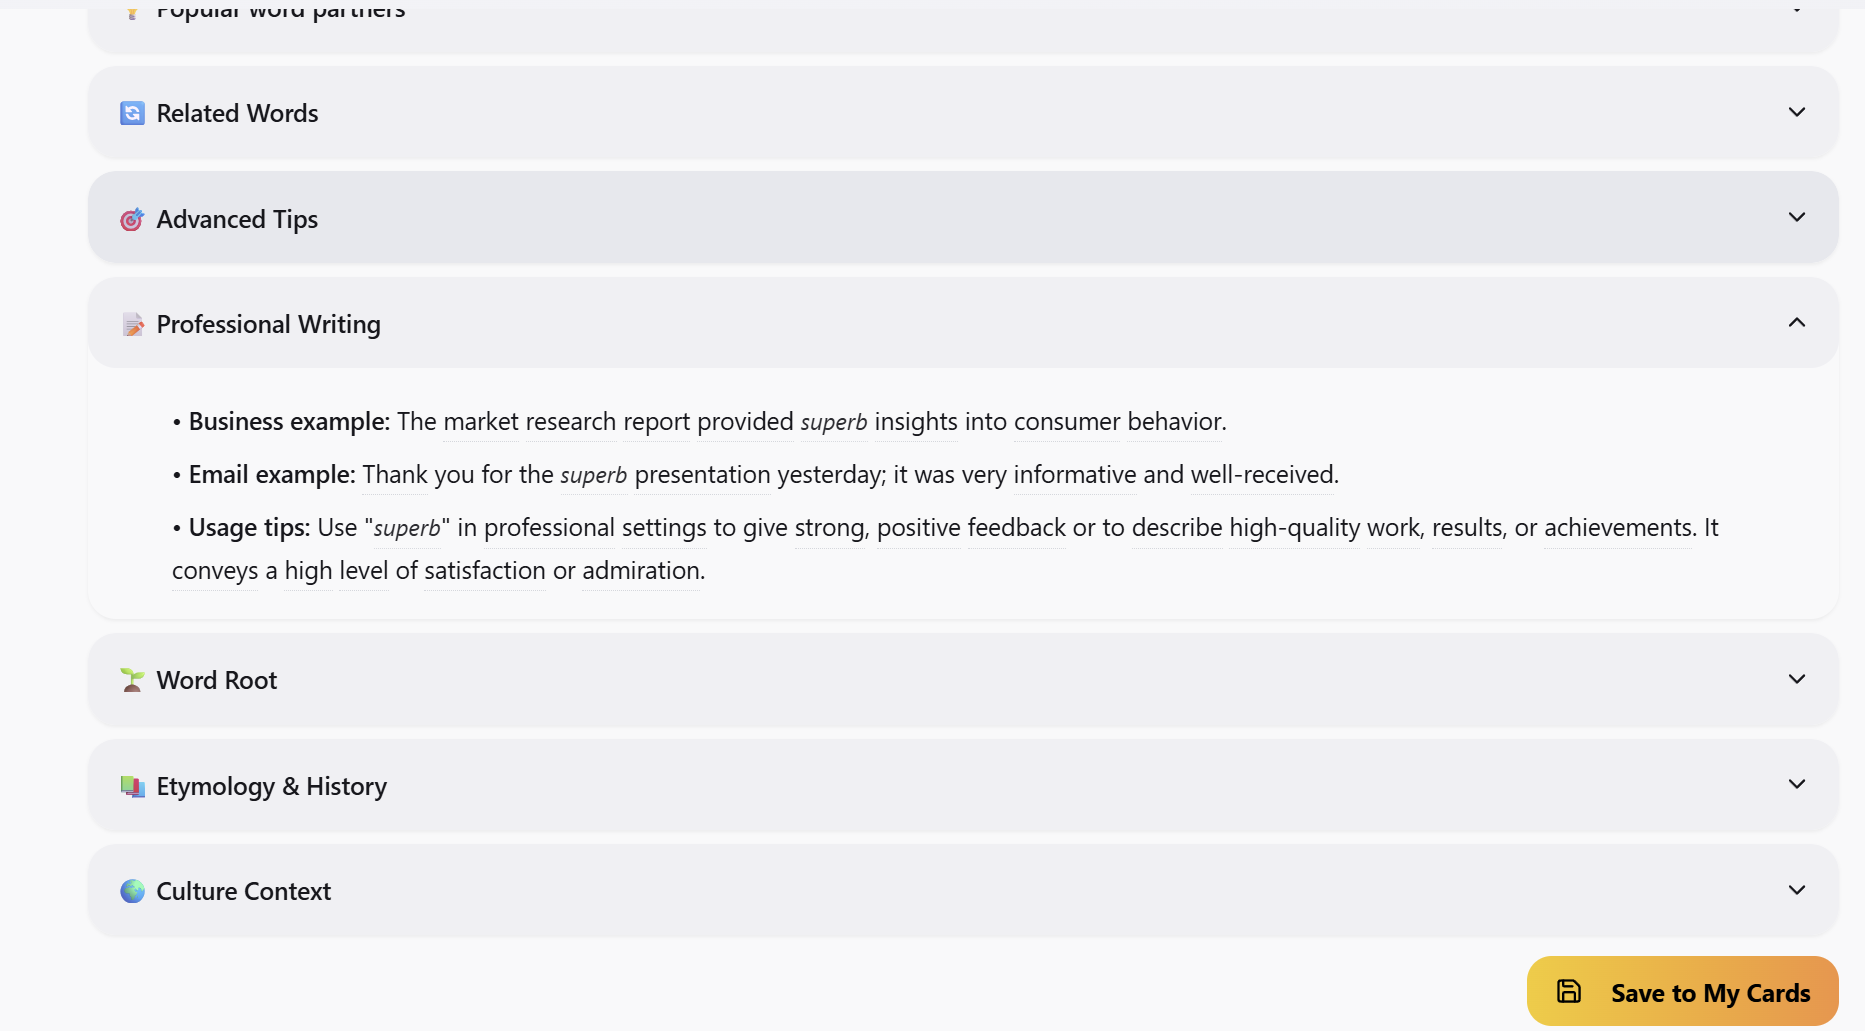 Popular word partners
Related Words
Advanced Tips
Professional Writing
• Business example: The market research report provided superb insights into consumer behavior.
• Email example: Thank you for the superb presentation yesterday; it was very informative and well-received.
• Usage tips: Use "superb" in professional settings to give strong, positive feedback or to describe high-quality work, results, or achievements. It
conveys a high level of satisfaction or admiration.
Word Root
Etymology & History
Culture Context
Save to My Cards